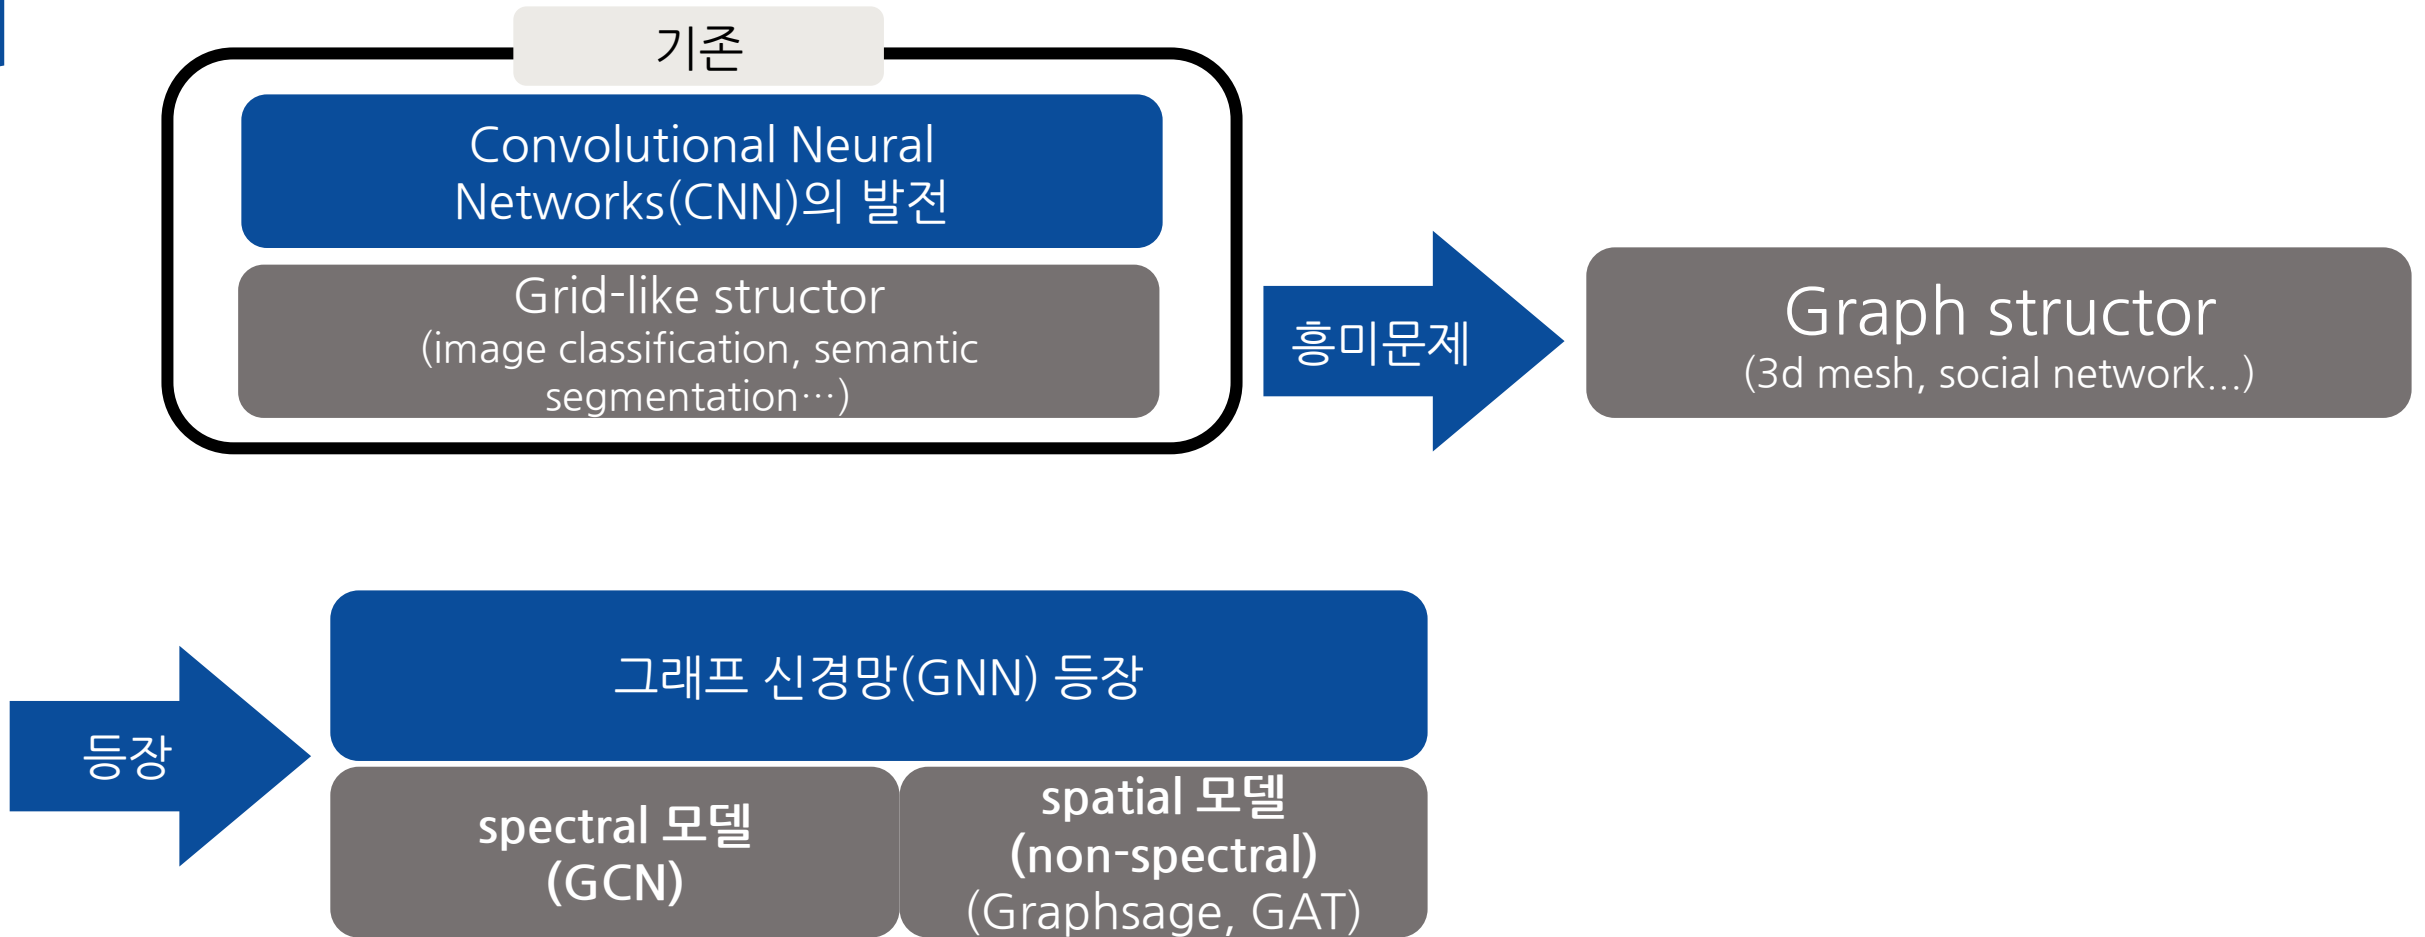 기존
Convolutional Neural
Networks(CNN)의 발전
Grid-like structor
(image classification, semantic
segmentation…)
흥미문제
Graph structor
(3d mesh, social network...)
등장
그래프 신경망(GNN) 등장
spectral 모델
(GCN)
spatial 모델
(non-spectral)
(Graphsage, GAT)